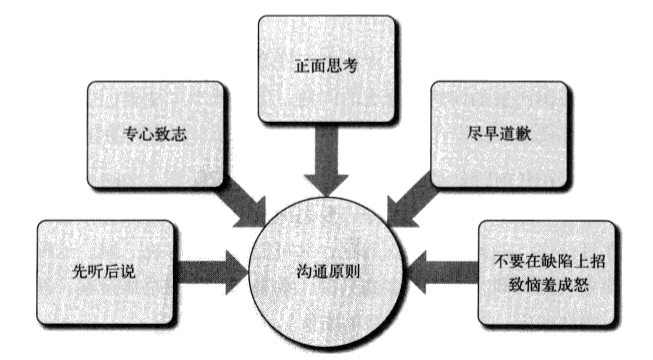 正面思考
专心致志
尽早道歉
先听后说
沟通原则
不要在缺陷上招
致恼羞成怒